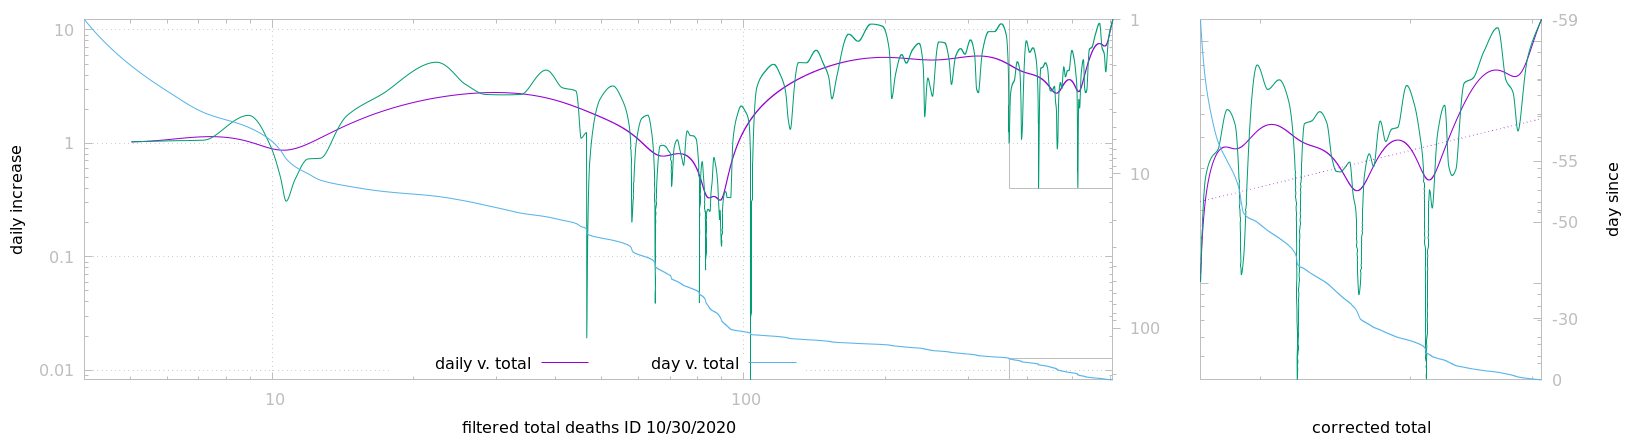 10
1
0.1
0.01
daily increase
10
100
filtered total deaths ID 10/30/2020
daily v. total
day v. total
1
10
100
-59
-55
-50
-30
0
day since
corrected total